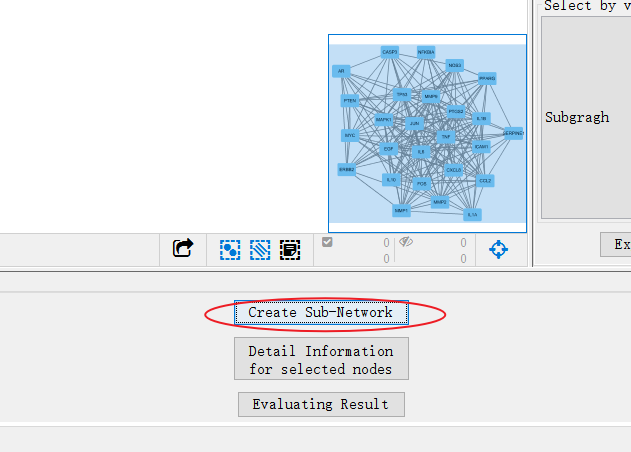 Select by v
CASP3
NFKBIA
NOS3
AR
PPARG
PTEN
TP53
MMP9
PTGS2
MAPK1
JUN
IL1B
MYC
TNF
SERPINE1
EGF
IL6
ICAM1
ERBB2
CXCL8
IL10
FOS
CCL2
MMP2
MMP1
IL1A
Subgragh
0
0
0
0
Ex
Create Sub-Network
Detail Information
for selected nodes
Evaluating Result